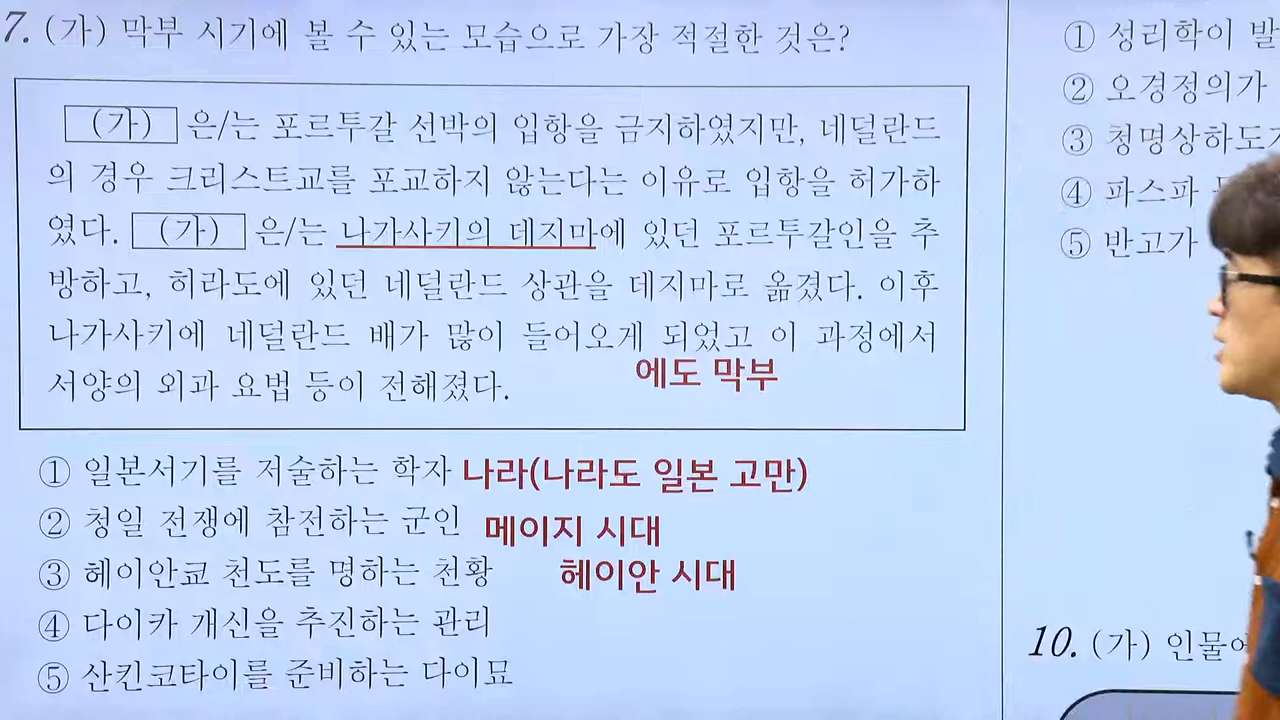 7. (가) 막부 시기에 볼 수 있는 모습으로 가장 적절한 것은?
(가) 은/는 포르투갈 선박의 입항을 금지하였지만, 네덜란드
의 경우 크리스트교를 포교하지 않는다는 이유로 입항을 허가하
였다. (가) 은/는 나가사키의 데지마에 있던 포르투갈인을 추
방하고, 히라도에 있던 네덜란드 상관을 데지마로 옮겼다. 이후
나가사키에 네덜란드 배가 많이 들어오게 되었고 이 과정에서
서양의 외과 요법 등이 전해졌다.
에도 막부
① 일본서기를 저술하는 학자 나라(나라도 일본 고만)
② 청일 전쟁에 참전하는 군인 메이지 시대
③ 헤이안쿄 천도를 명하는 천황 헤이안 시대
④ 다이카 개신을 추진하는 관리
⑤ 산킨코타이를 준비하는 다이묘
① 성리학이 발
② 오경정의가
③ 청명상하도가
④ 파스파
⑤ 반고가
10. (가) 인물에